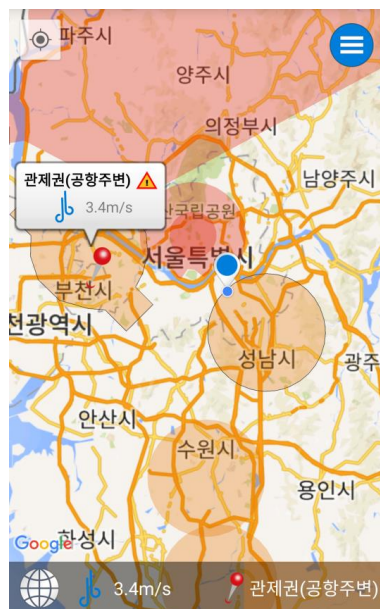 파주시
양주시
의정부시
관제권(공항주변)
3.4m/s
남양주시
산국립공원
서울특별시
부천시
천광역시
성남시
광주
안산시
수원시
용인시
Google
화성시
3.4m/s
관제권(공항주변)